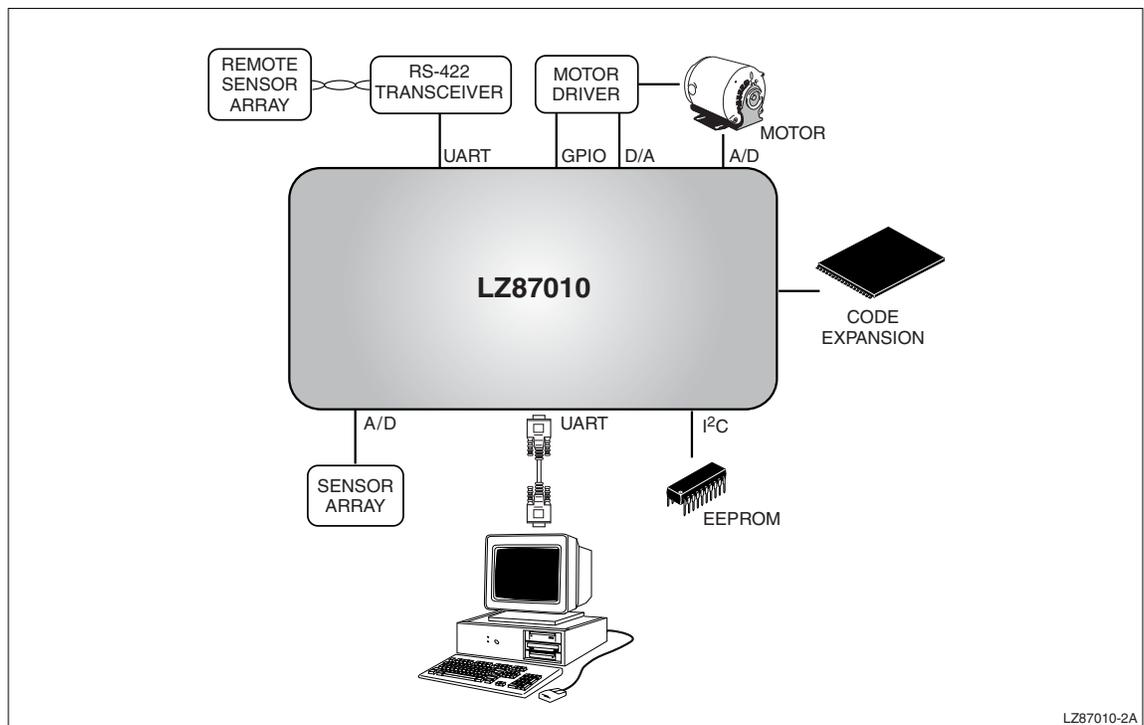 REMOTE
SENSOR
ARRAY
RS-422
TRANSCEIVER
MOTOR
DRIVER
MOTOR
UART
GPIO
D/A
A/D
LZ87010
CODE
EXPANSION
A/D
UART
I²C
SENSOR
ARRAY
EEPROM
LZ87010-2A